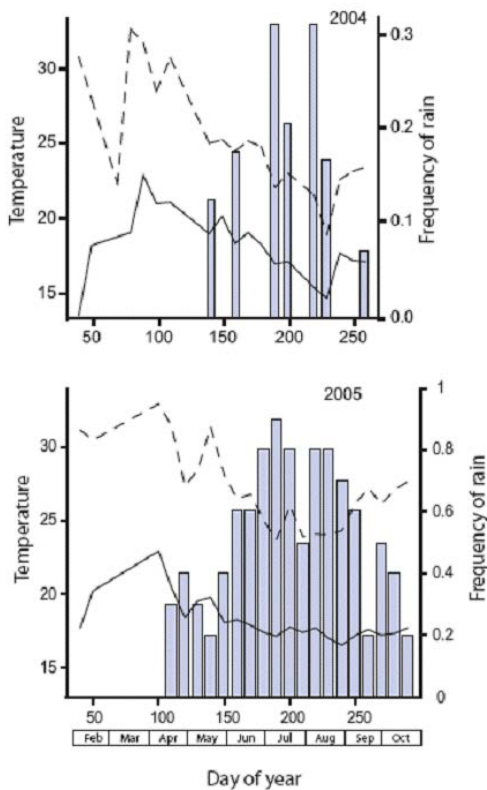 2004
0.3
30
Temperature
Frequency of rain
0.2
25
20
0.1
15
0.0
50 100 150 200 250
1
2005
30
0.8
Temperature
Frequency of rain
0.6
25
0.4
20
0.2
15
0
50 100 150 200 250
Feb Mar Apr May Jun Jul Aug Sep Oct
Day of year